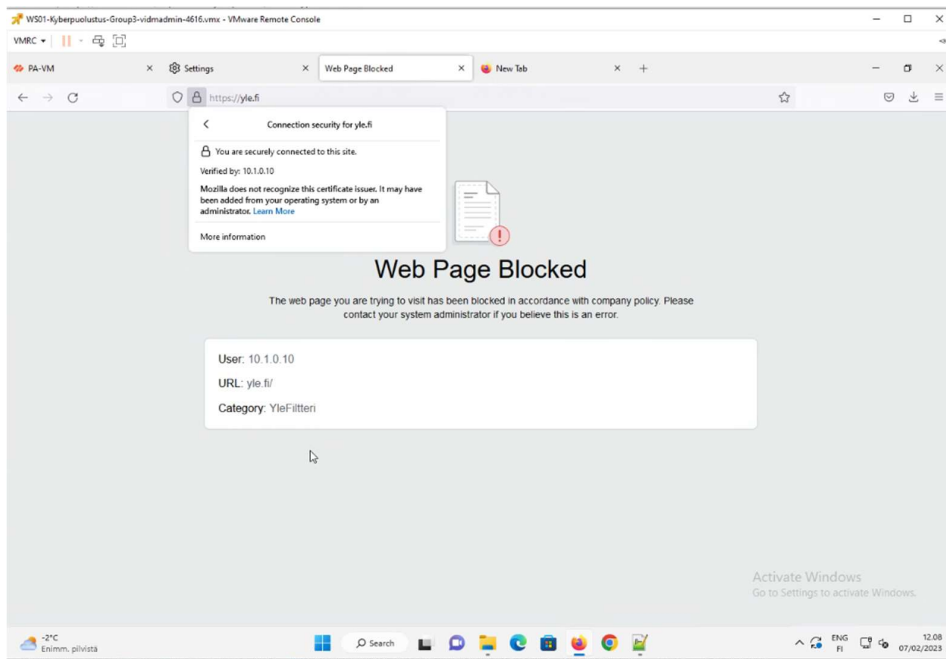 WS01-Kyberpuolustus-Group3-vidmadmin-4616.vmx - VMware Remote Console
VMRC
PA-VM
Settings
Web Page Blocked
New Tab
https://yle.fi
Connection security for yle.fi
You are securely connected to this site.
Verified by: 10.1.0.10
Mozilla does not recognize this certificate issuer. It may have
been added from your operating system or by an
administrator. Learn More
More information
Web Page Blocked
The web page you are trying to visit has been blocked in accordance with company policy. Please
contact your system administrator if you believe this is an error.
User: 10.1.0.10
URL: yle.fi/
Category: YleFiltteri
Activate Windows
Go to Settings to activate Windows.
-2°C
Enimm. pilvistä
Search
ENG
FI
12.08
07/02/2023